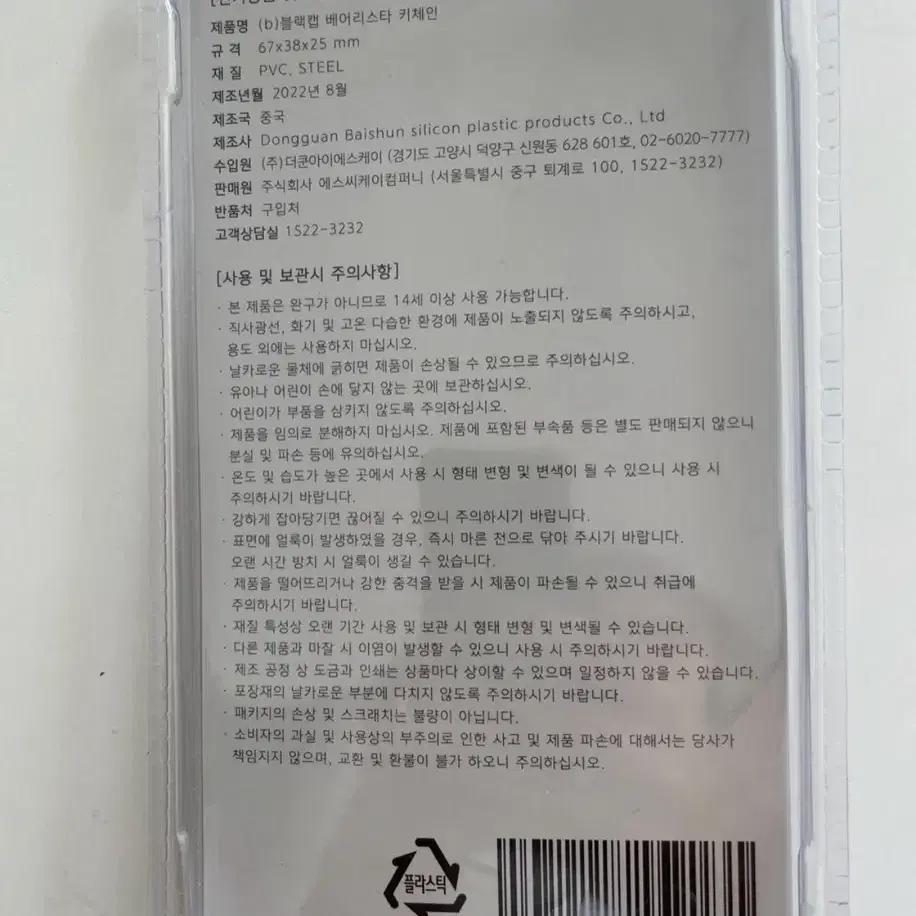 제품명 (b)블랙캡 베어리스타 키체인
규 격 67x38x25 mm
재 질 PVC, STEEL
제조년월 2022년 8월
제조국 중국
제조사 Dongguan Baishun silicon plastic products Co., Ltd
수입원 (주)더쿤아이에스케이 (경기도 고양시 덕양구 신원동 628 601호, 02-6020-7777)
판매원 주식회사 에스씨케이컴퍼니 (서울특별시 중구 퇴계로 100, 1522-3232)
반품처 구입처
고객상담실 1522-3232
[사용 및 보관시 주의사항]
· 본 제품은 완구가 아니므로 14세 이상 사용 가능합니다.
· 직사광선, 화기 및 고온 다습한 환경에 제품이 노출되지 않도록 주의하시고,
용도 외에는 사용하지 마십시오.
· 날카로운 물체에 긁히면 제품이 손상될 수 있으므로 주의하십시오.
· 유아나 어린이 손에 닿지 않는 곳에 보관하십시오.
· 어린이가 부품을 삼키지 않도록 주의하십시오.
· 제품을 임의로 분해하지 마십시오. 제품에 포함된 부속품 등은 별도 판매되지 않으니
분실 및 파손 등에 유의하십시오.
· 온도 및 습도가 높은 곳에서 사용 시 형태 변형 및 변색이 될 수 있으니 사용 시
주의하시기 바랍니다.
· 강하게 잡아당기면 끊어질 수 있으니 주의하시기 바랍니다.
· 표면에 얼룩이 발생하였을 경우, 즉시 마른 천으로 닦아 주시기 바랍니다.
오랜 시간 방치 시 얼룩이 생길 수 있습니다.
· 제품을 떨어뜨리거나 강한 충격을 받을 시 제품이 파손될 수 있으니 취급에
주의하시기 바랍니다.
· 재질 특성상 오랜 기간 사용 및 보관 시 형태 변형 및 변색될 수 있습니다.
· 다른 제품과 마찰 시 이염이 발생할 수 있으니 사용 시 주의하시기 바랍니다.
· 제조 공정 상 도금과 인쇄는 상품마다 상이할 수 있으며 일정하지 않을 수 있습니다.
· 포장재의 날카로운 부분에 다치지 않도록 주의하시기 바랍니다.
· 패키지의 손상 및 스크래치는 불량이 아닙니다.
· 소비자의 과실 및 사용상의 부주의로 인한 사고 및 제품 파손에 대해서는 당사가
책임지지 않으며, 교환 및 환불이 불가 하오니 주의하십시오.
플라스틱